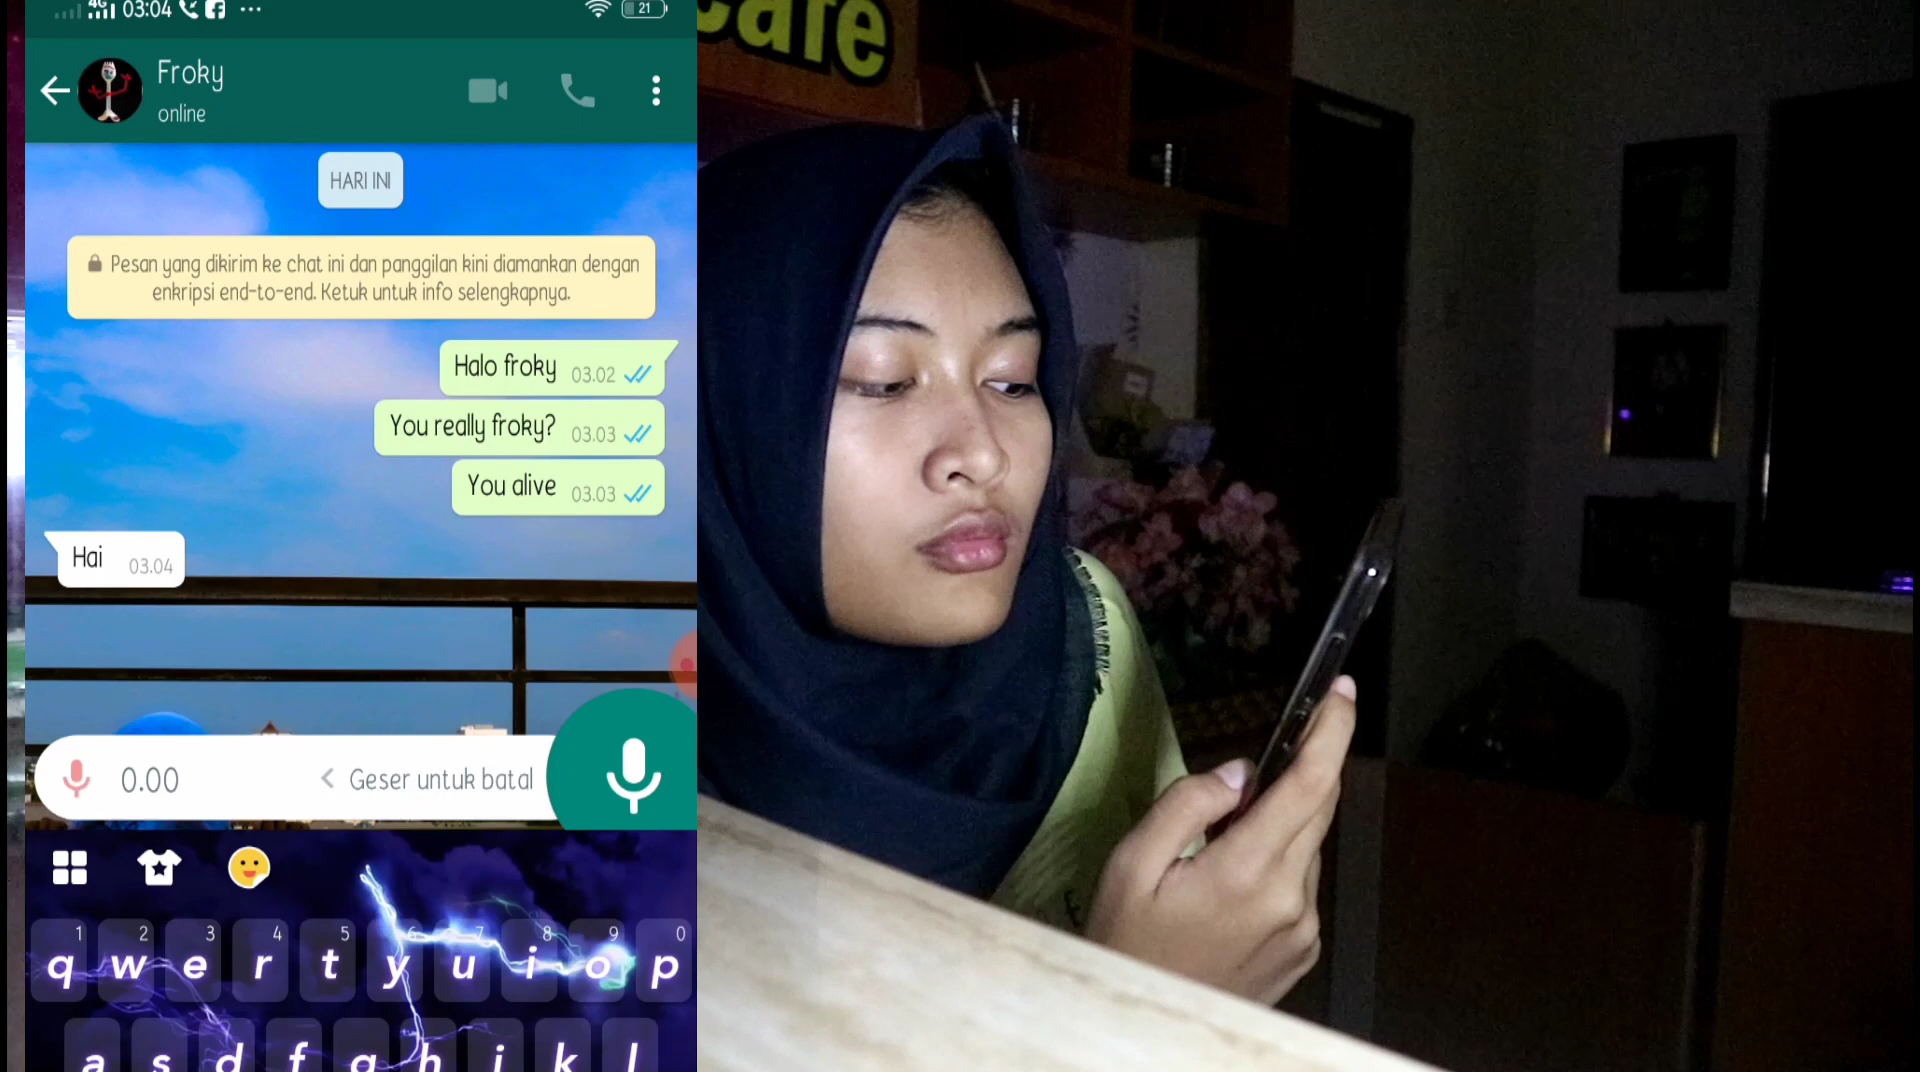 4G 03:04 ... 21
Froky
online
HARI INI
Pesan yang dikirim ke chat ini dan panggilan kini diamankan dengan
enkripsi end-to-end. Ketuk untuk info selengkapnya.
Halo froky 03.02
You really froky? 03.03
You alive 03.03
Hai 03.04
0.00 < Geser untuk batal
1 2 3 4 5 6 7 8 9 0
q w e r t y u i o p
a s d f g h j k l
cafe